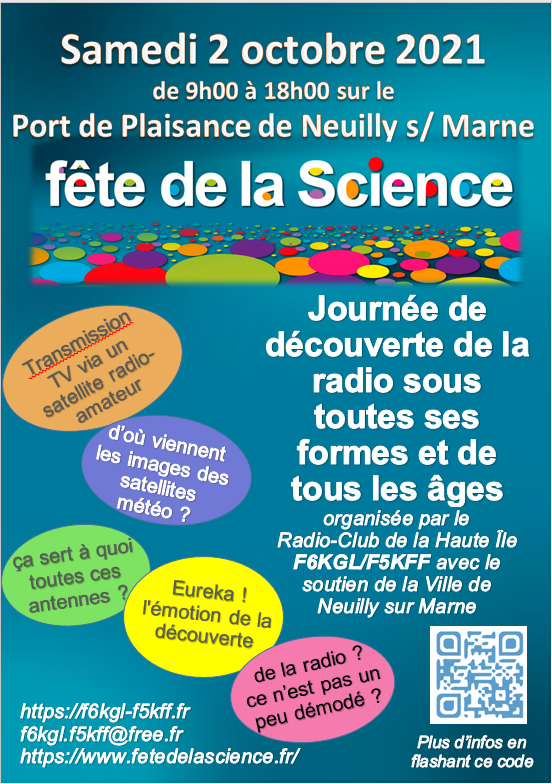 Samedi 2 octobre 2021
de 9h00 à 18h00 sur le
Port de Plaisance de Neuilly s/ Marne
fête de la Science
Journée de
découverte de la
radio sous
toutes ses
formes et de
tous les âges
organisée par le
Radio-Club de la Haute Île
F6KGL/F5KFF avec le
soutien de la Ville de
Neuilly sur Marne
Transmission
TV via un
satellite radio-
amateur
d'où viennent
les images des
satellites
météo ?
ça sert à quoi
toutes ces
antennes ?
Eureka !
l'émotion de la
découverte
de la radio ?
ce n'est pas un
peu démodé ?
https://f6kgl-f5kff.fr
f6kgl.f5kff@free.fr
https://www.fetedelascience.fr/
Plus d'infos en
flashant ce code